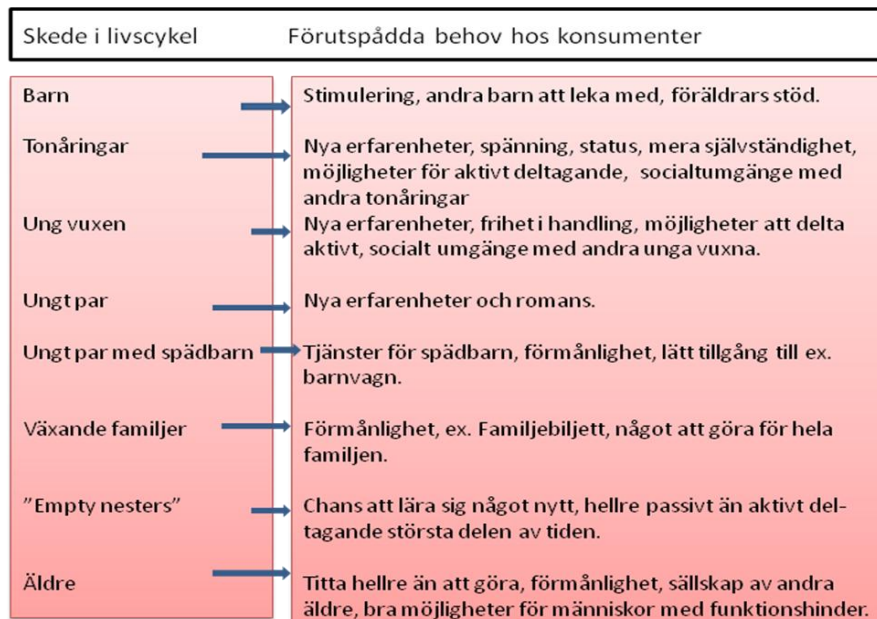 Skede i livscykel Förutspådda behov hos konsumenter
Barn Stimulering, andra barn att leka med, föräldrars stöd.
Tonåringar Nya erfarenheter, spänning, status, mera självständighet,
möjligheter för aktivt deltagande, socialtumgänge med
andra tonåringar
Ung vuxen Nya erfarenheter, frihet i handling, möjligheter att delta
aktivt, socialt umgänge med andra unga vuxna.
Ungt par Nya erfarenheter och romans.
Ungt par med spädbarn Tjänster för spädbarn, förmånlighet, lätt tillgång till ex.
barnvagn.
Växande familjer Förmånlighet, ex. Familjebiljett, något att göra för hela
familjen.
”Empty nesters” Chans att lära sig något nytt, hellre passivt än aktivt del-
tagande största delen av tiden.
Äldre Titta hellre än att göra, förmånlighet, sällskap av andra
äldre, bra möjligheter för människor med funktionshinder.